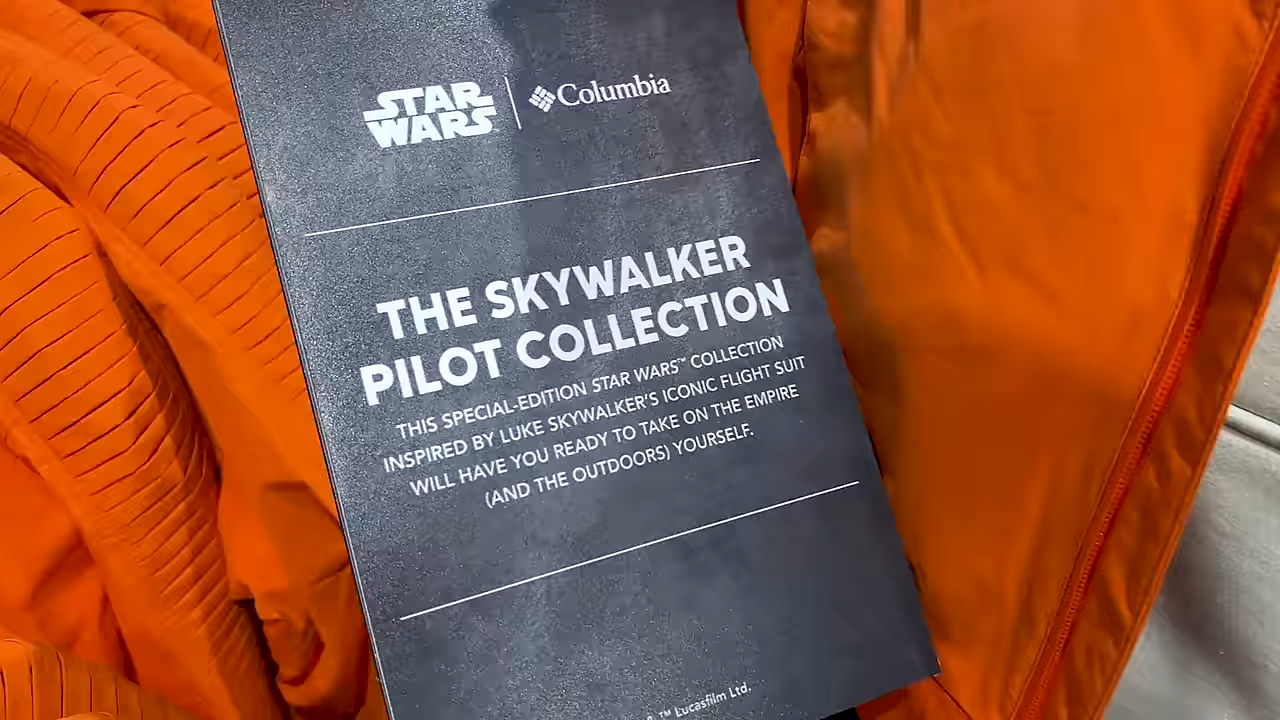 STAR WARS | Columbia
THE SKYWALKER
PILOT COLLECTION
THIS SPECIAL-EDITION STAR WARS™ COLLECTION
INSPIRED BY LUKE SKYWALKER'S ICONIC FLIGHT SUIT
WILL HAVE YOU READY TO TAKE ON THE EMPIRE
(AND THE OUTDOORS) YOURSELF.
™ Lucasfilm Ltd.